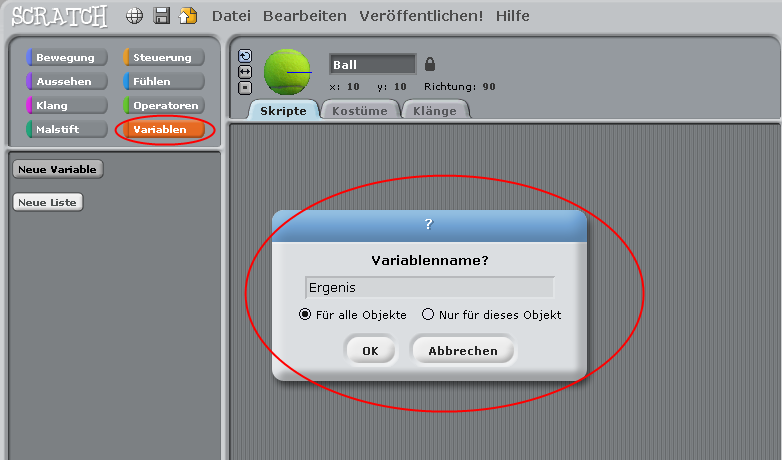 SCRATCH Datei Bearbeiten Veröffentlichen! Hilfe
Bewegung Steuerung
Aussehen Fühlen
Klang Operatoren
Malstift Variablen
Neue Variable
Neue Liste
Ball
x: 10 y: 10 Richtung: 90
Skripte Kostüme Klänge
?
Variablenname?
Ergenis
Für alle Objekte Nur für dieses Objekt
OK Abbrechen